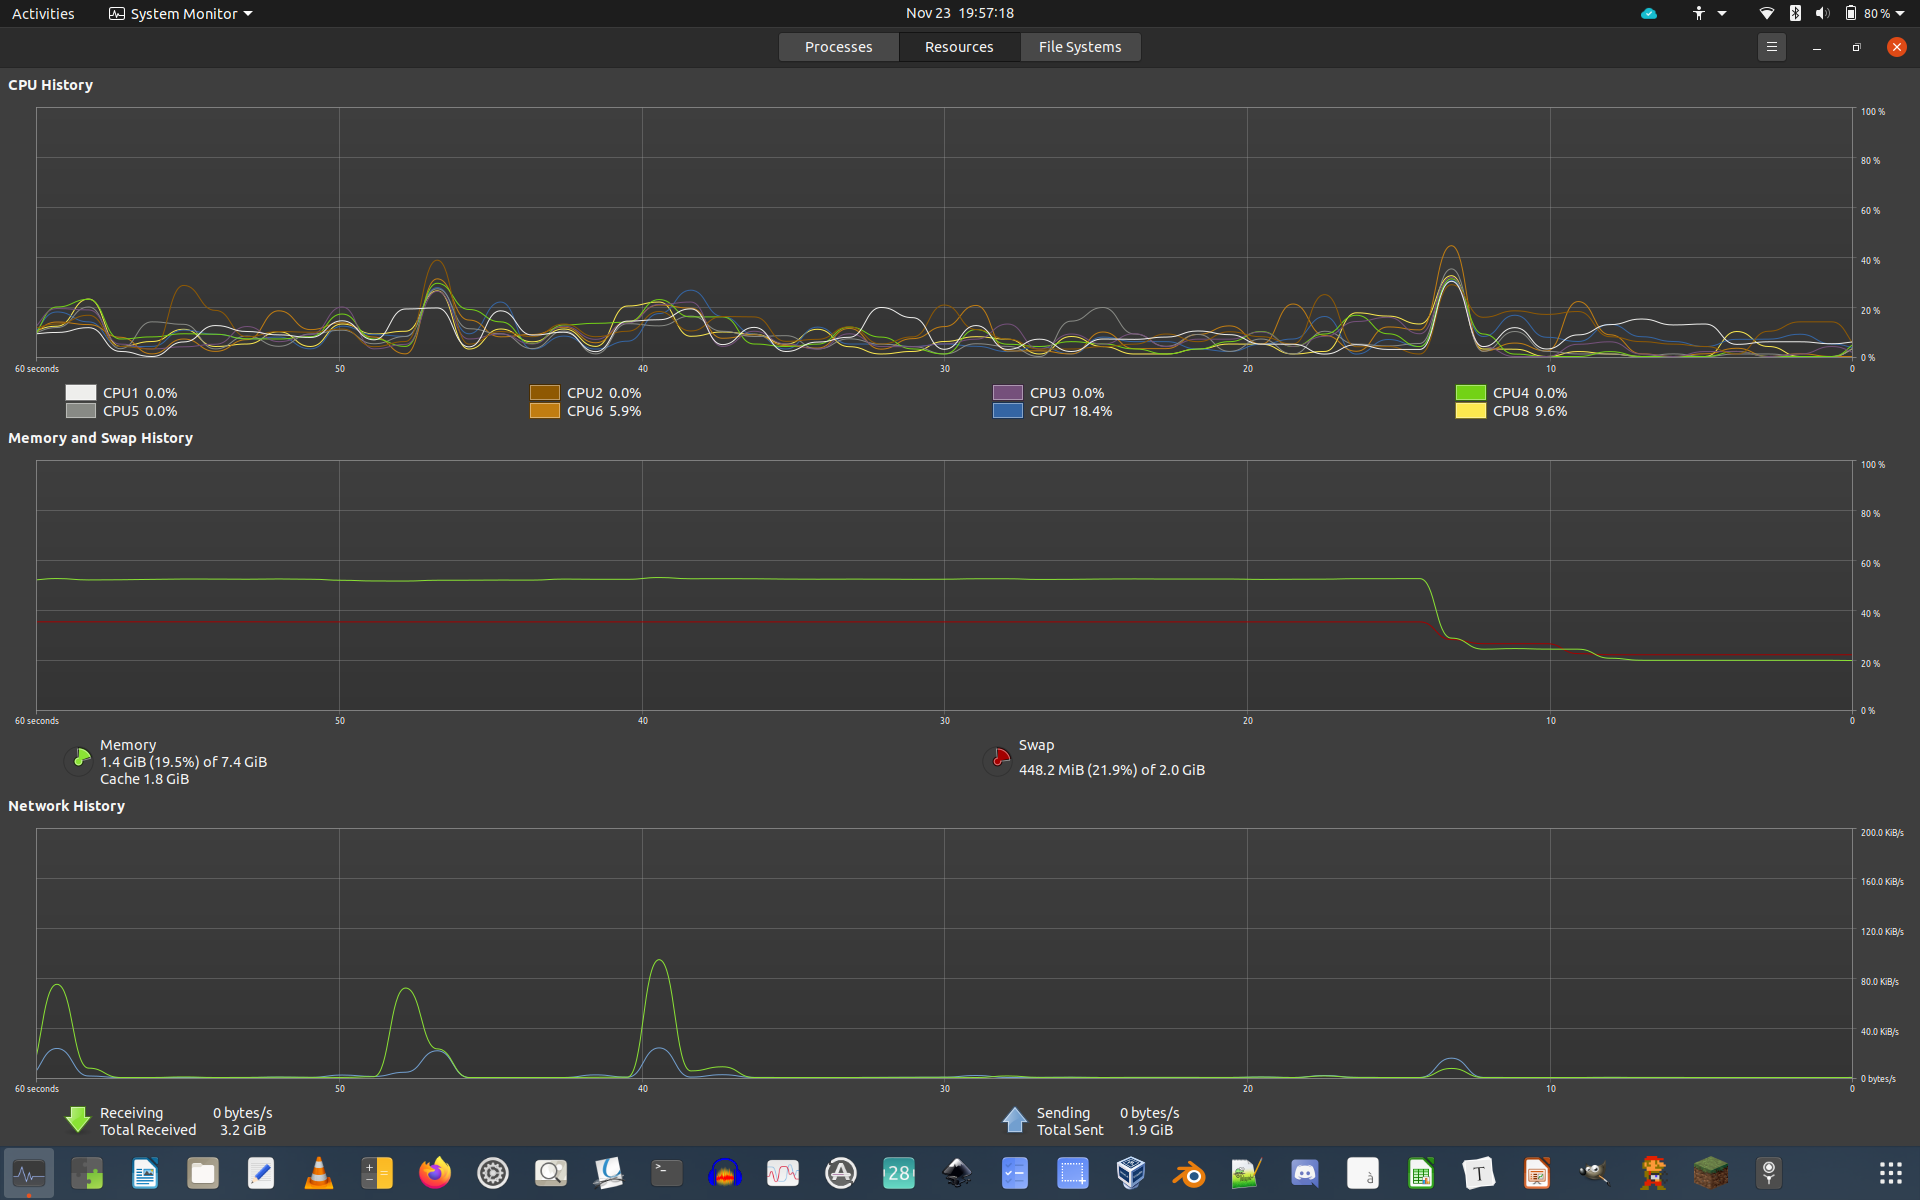 Activities System Monitor Nov 23 19:57:18 80 %
Processes Resources File Systems
CPU History
100 %
80 %
60 %
40 %
20 %
0 %
60 seconds 50 40 30 20 10 0
CPU1 0.0% CPU2 0.0% CPU3 0.0% CPU4 0.0%
CPU5 0.0% CPU6 5.9% CPU7 18.4% CPU8 9.6%
Memory and Swap History
100 %
80 %
60 %
40 %
20 %
0 %
60 seconds 50 40 30 20 10 0
Memory
1.4 GiB (19.5%) of 7.4 GiB
Cache 1.8 GiB
Swap
448.2 MiB (21.9%) of 2.0 GiB
Network History
200.0 KiB/s
160.0 KiB/s
120.0 KiB/s
80.0 KiB/s
40.0 KiB/s
0 bytes/s
60 seconds 50 40 30 20 10 0
Receiving 0 bytes/s
Total Received 3.2 GiB
Sending 0 bytes/s
Total Sent 1.9 GiB
28
à
T